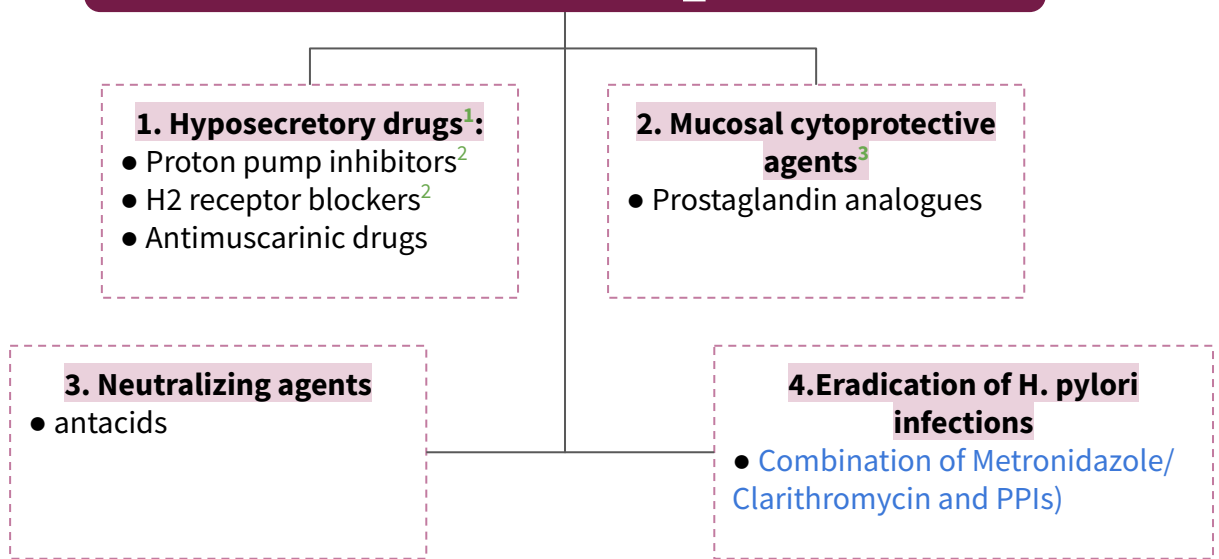 1. Hyposecretory drugs¹:
● Proton pump inhibitors²
● H2 receptor blockers²
● Antimuscarinic drugs
2. Mucosal cytoprotective
agents³
● Prostaglandin analogues
3. Neutralizing agents
● antacids
4.Eradication of H. pylori
infections
● Combination of Metronidazole/
Clarithromycin and PPIs)